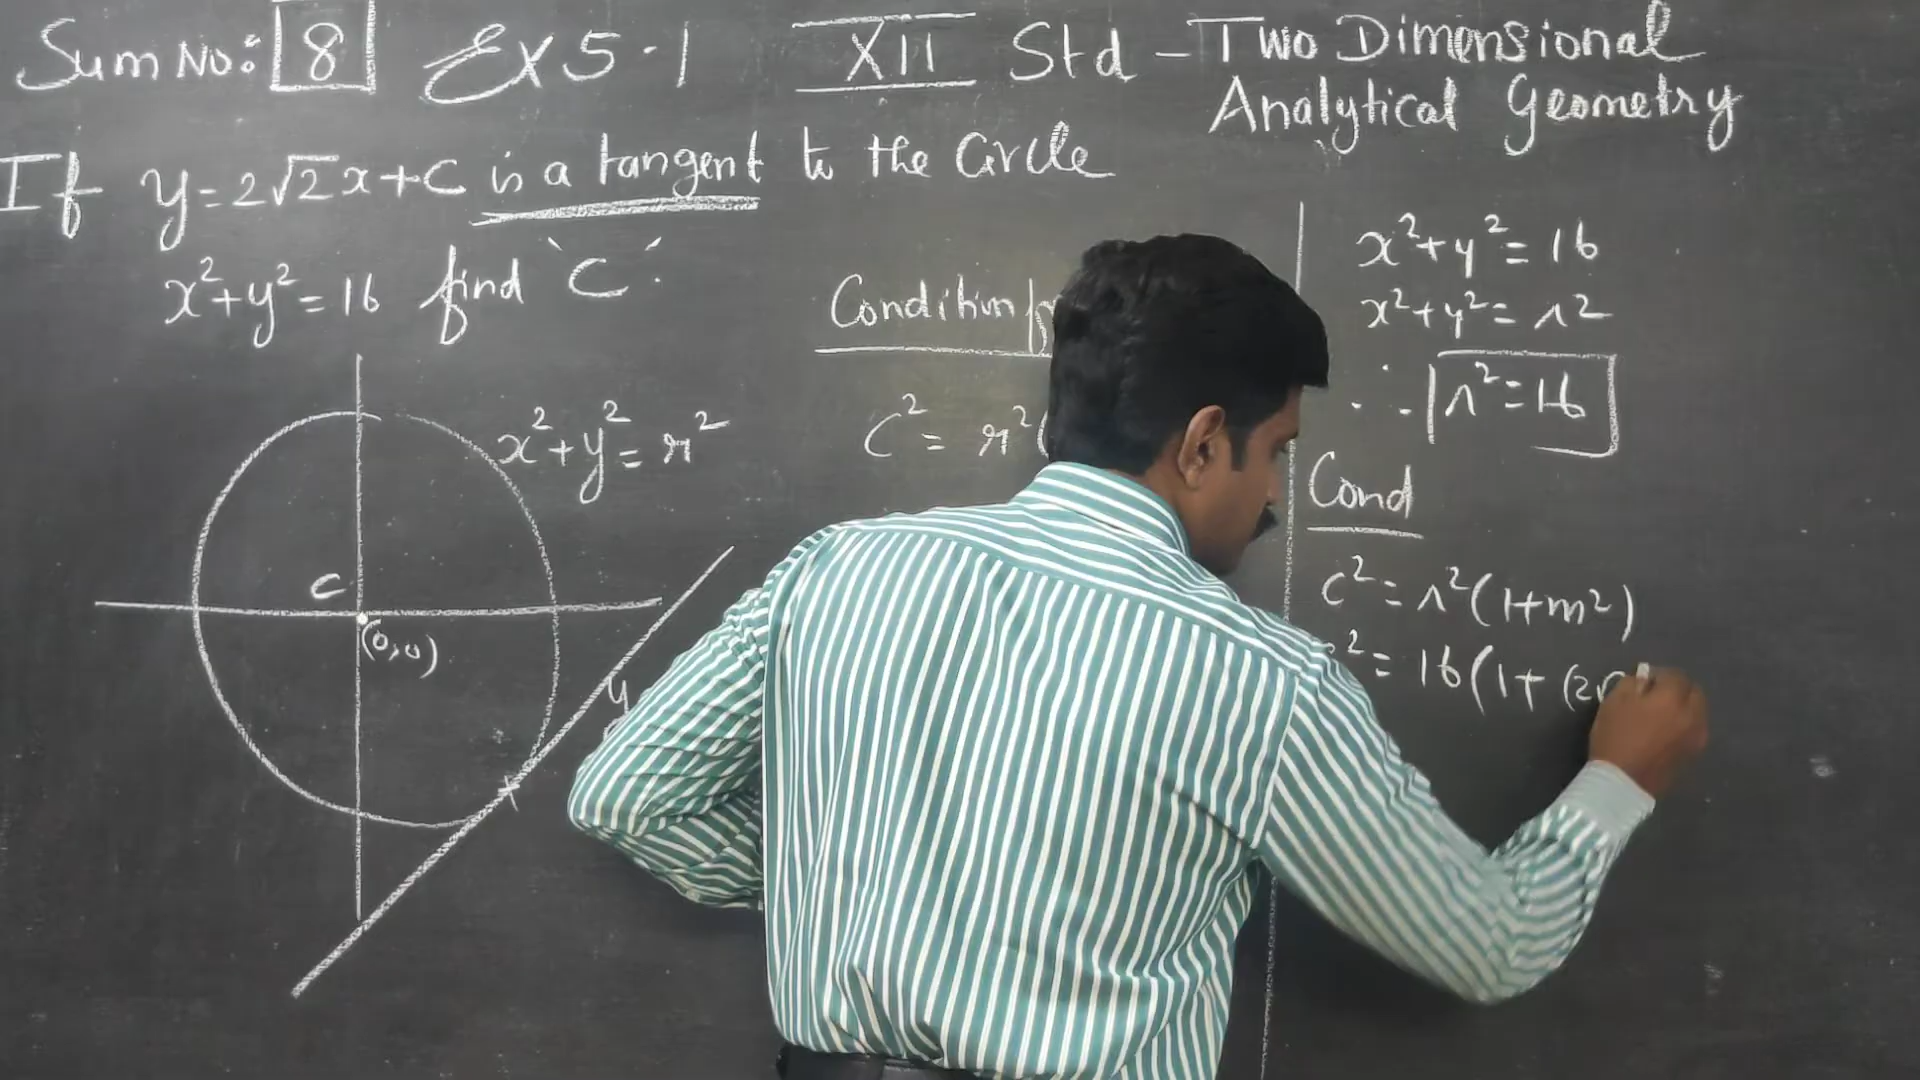 Sum No: 8 Ex 5.1 XII Std - Two Dimensional
Analytical Geometry
If y = 2√2x + C is a tangent to the Circle
x² + y² = 16 find 'C'.
x² + y² = r²
C
(0,0)
y
Condition
C² = r²(
x² + y² = 16
x² + y² = r²
∴ r² = 16
Cond
C² = r²(1+m²)
² = 16(1+(2